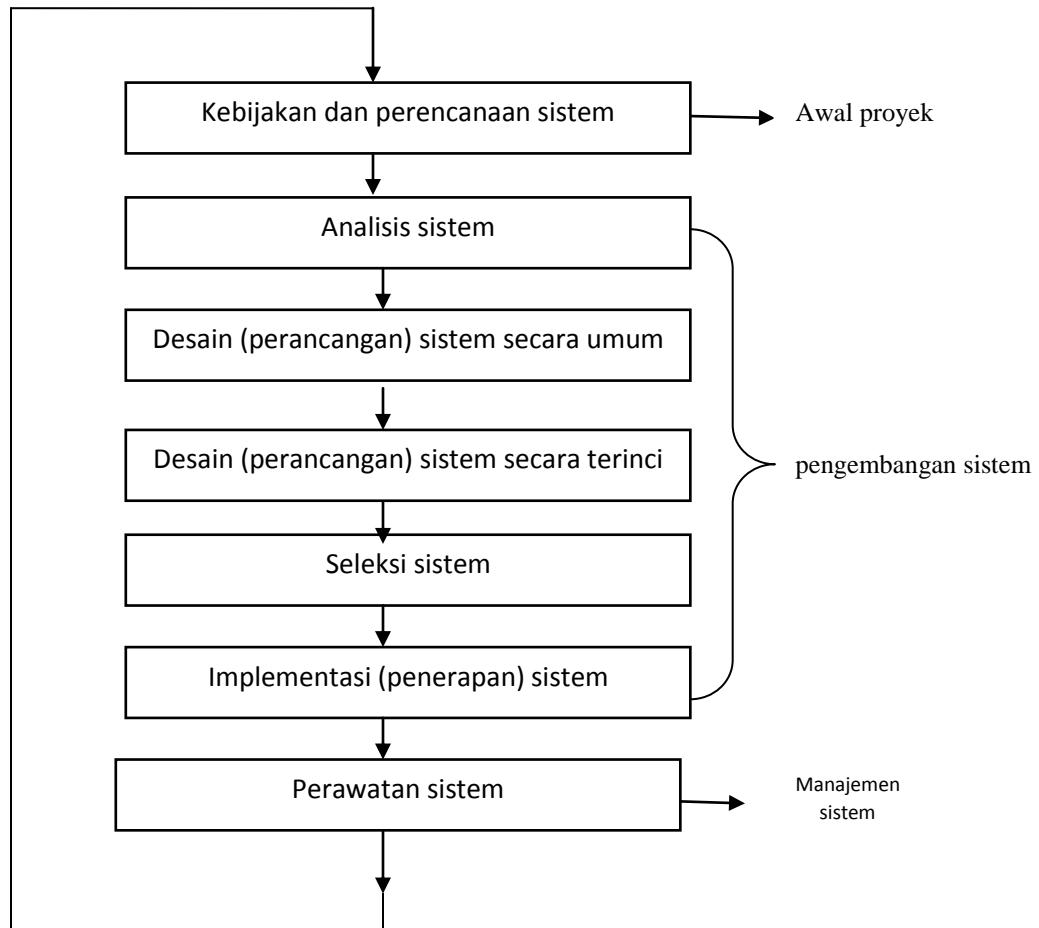 Kebijakan dan perencanaan sistem
Awal proyek
Analisis sistem
Desain (perancangan) sistem secara umum
Desain (perancangan) sistem secara terinci
pengembangan sistem
Seleksi sistem
Implementasi (penerapan) sistem
Perawatan sistem
Manajemen
sistem